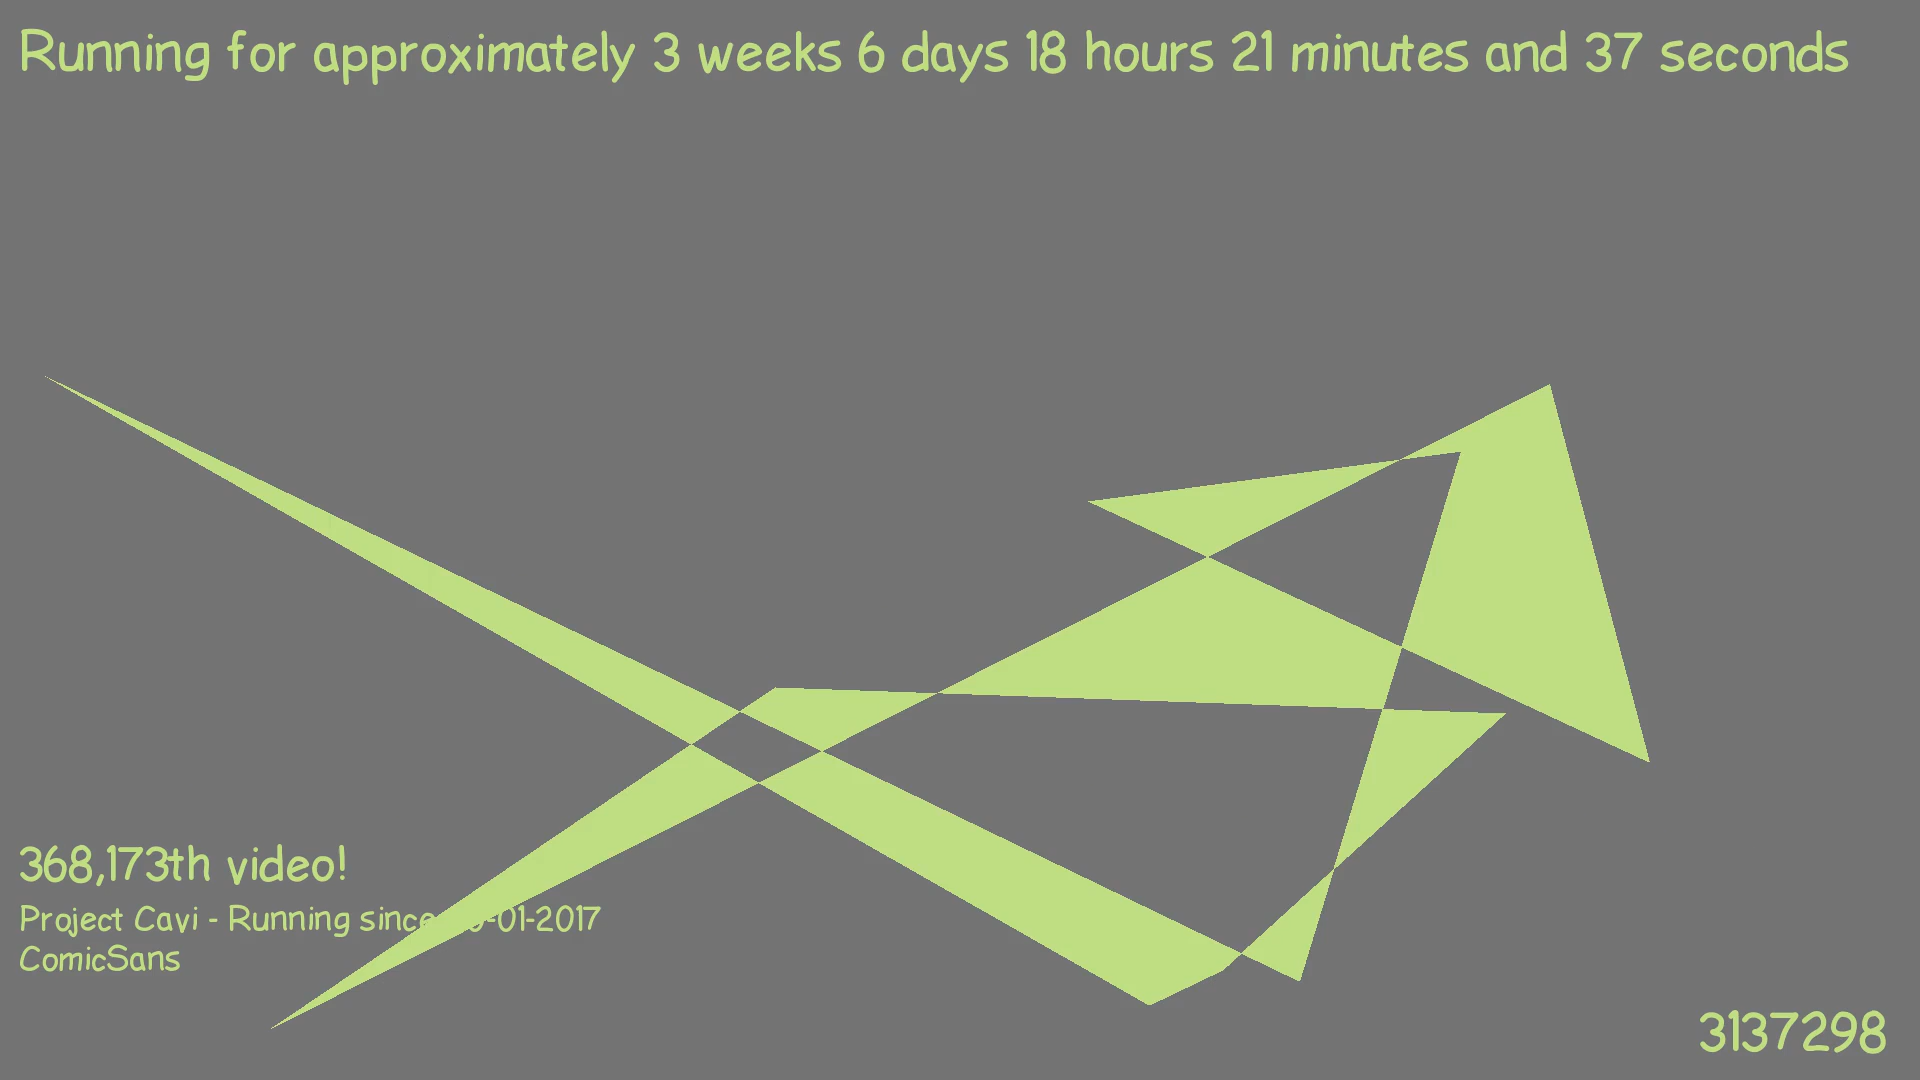 Running for approximately 3 weeks 6 days 18 hours 21 minutes and 37 seconds
368,173th video!
Project Cavi - Running since -01-2017
ComicSans
3137298